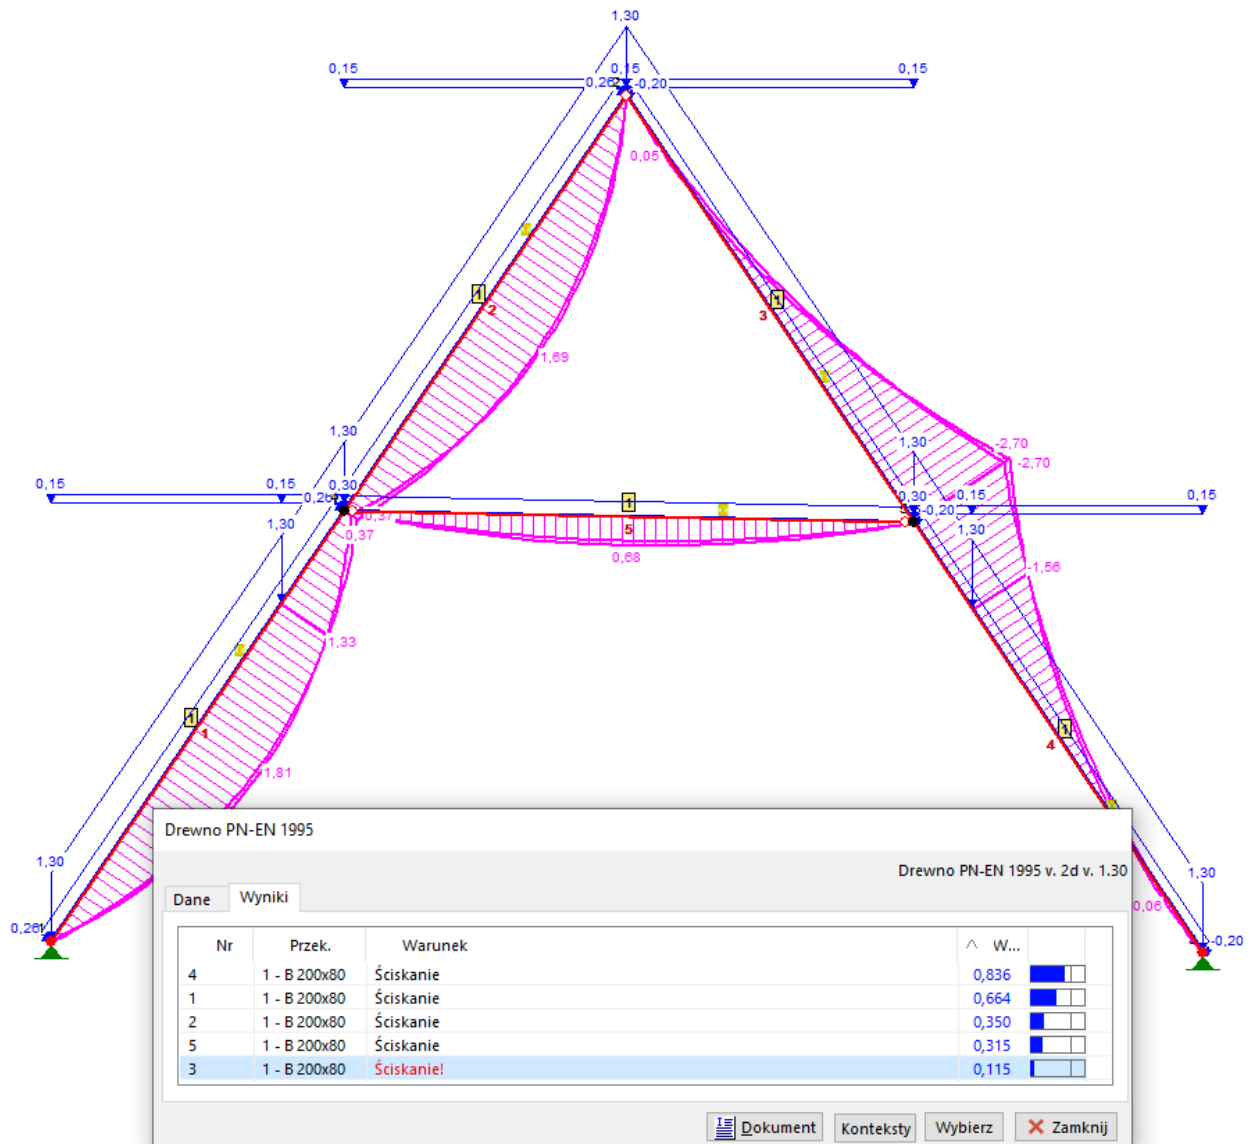 1,30
0,15 0,15 0,15
0,26 2 -0,20
0,05
1
2
1
3
1,69
1,30
1,30
-2,70
-2,70
0,15 0,15 0,30 1 0,30 0,15 0,15
-0,20
1,30 0,37 5 1,30
-0,37
0,68
-1,56
1,33
1
1
1
4
1,81
1,30
1,30
0,26
0,06
-0,20
Drewno PN-EN 1995
Drewno PN-EN 1995 v. 2d v. 1.30
Dane Wyniki
Nr Przek. Warunek W...
4 1 - B 200x80 Ściskanie 0,836
1 1 - B 200x80 Ściskanie 0,664
2 1 - B 200x80 Ściskanie 0,350
5 1 - B 200x80 Ściskanie 0,315
3 1 - B 200x80 Ściskanie! 0,115
Dokument Konteksty Wybierz Zamknij